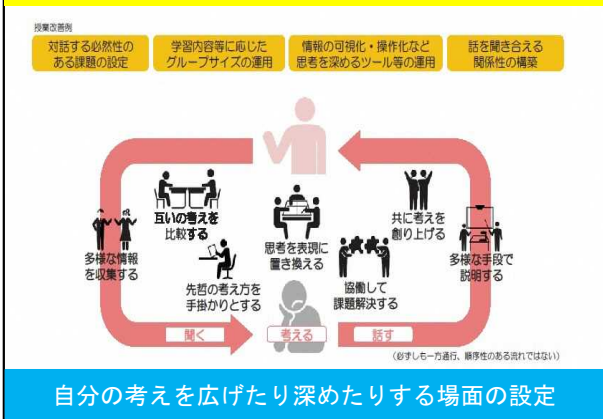 授業改善例
対話する必然性の
ある課題の設定
学習内容等に応じた
グループサイズの運用
情報の可視化・操作化など
思考を深めるツール等の運用
話を聞き合える
関係性の構築
互いの考えを
比較する
多様な情報
を収集する
先哲の考え方を
手掛かりとする
思考を表現に
置き換える
共に考えを
創り上げる
協働して
課題解決する
多様な手段で
説明する
聞く
考える
話す
(必ずしも一方通行、順序性のある流れではない)
自分の考えを広げたり深めたりする場面の設定